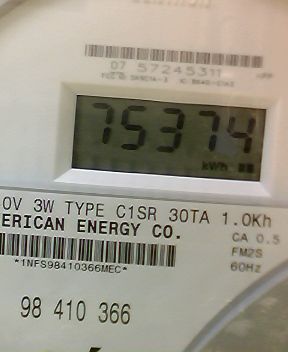 07 57245311
75374
kWh
0V 3W TYPE C1SR 30TA 1.0Kh
ERICAN ENERGY CO.
CA 0.5
FM2S
60Hz
*1NFS98410366MEC*
98 410 366